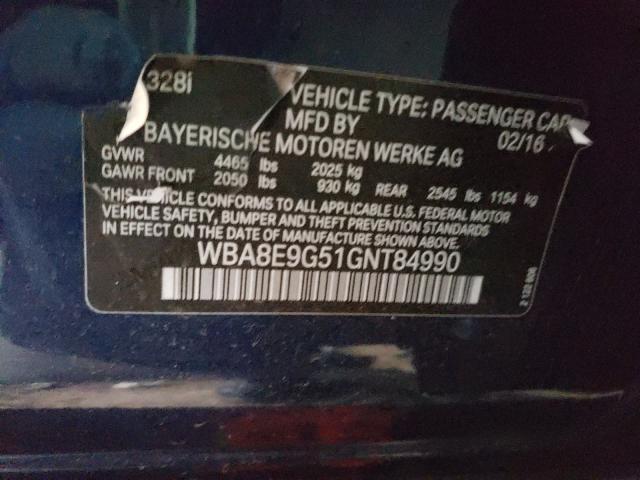 328i
VEHICLE TYPE: PASSENGER CAR
MFD BY
02/16
BAYERISCHE MOTOREN WERKE AG
GVWR 4465 lbs 2025 kg
GAWR FRONT 2050 lbs 930 kg REAR 2545 lbs 1154 kg
THIS VEHICLE CONFORMS TO ALL APPLICABLE U.S. FEDERAL MOTOR
VEHICLE SAFETY, BUMPER AND THEFT PREVENTION STANDARDS
IN EFFECT ON THE DATE OF MANUFACTURE SHOWN ABOVE.
WBA8E9G51GNT84990